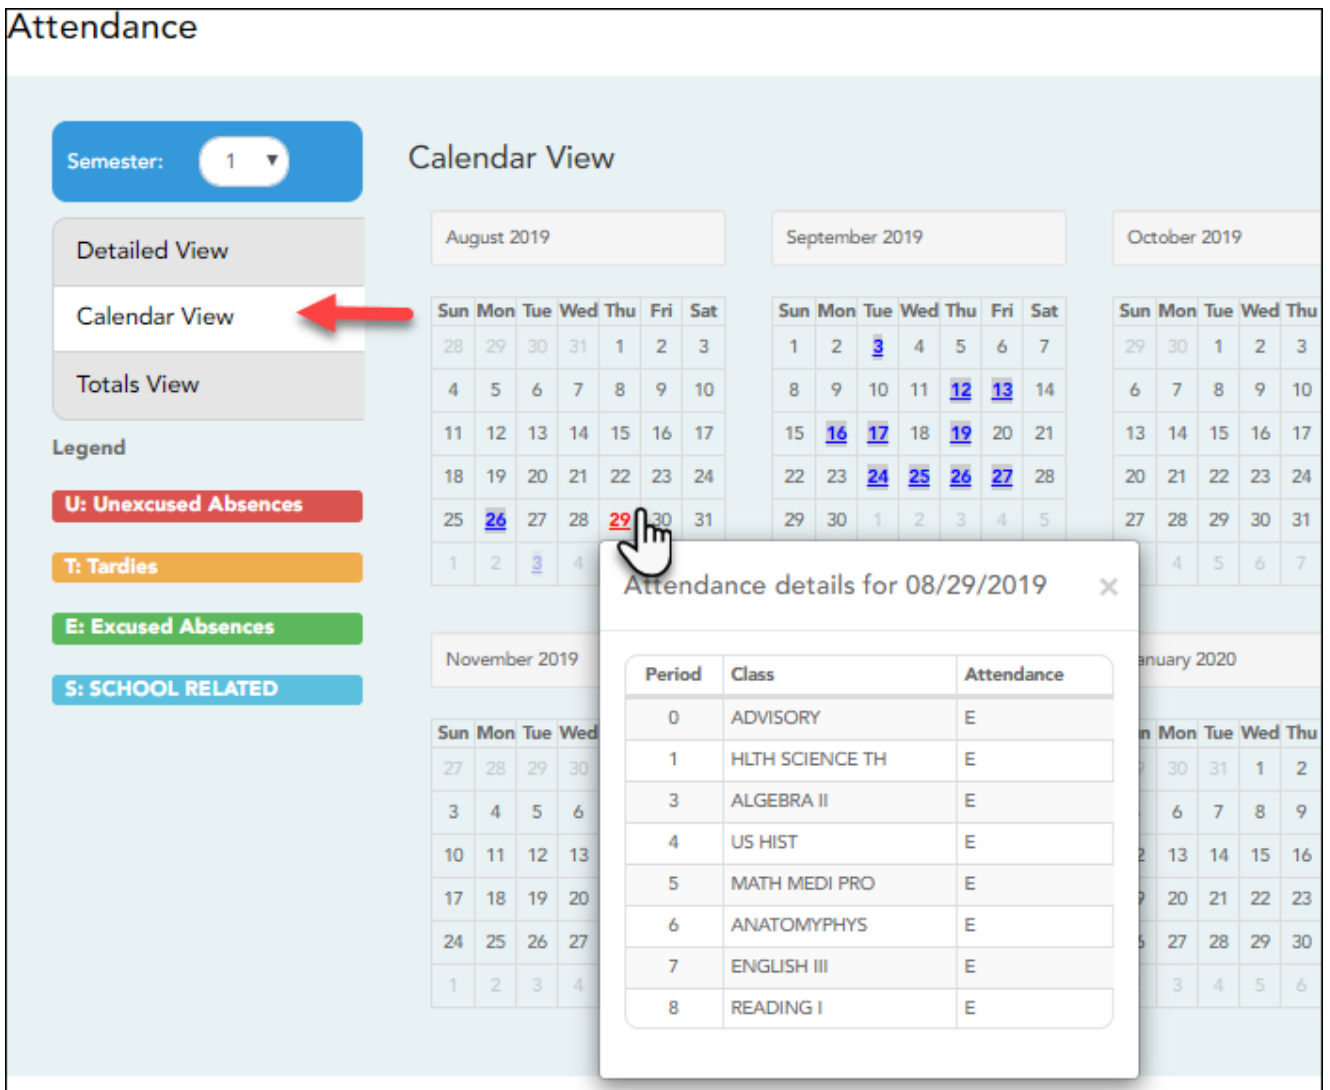 Attendance
Semester: 1
Detailed View
Calendar View
Totals View
Legend
U: Unexcused Absences
T: Tardies
E: Excused Absences
S: SCHOOL RELATED
Calendar View
August 2019
Sun Mon Tue Wed Thu Fri Sat
28 29 30 31 1 2 3
4 5 6 7 8 9 10
11 12 13 14 15 16 17
18 19 20 21 22 23 24
25 26 27 28 29 30 31
1 2 3 4
September 2019
Sun Mon Tue Wed Thu Fri Sat
1 2 3 4 5 6 7
8 9 10 11 12 13 14
15 16 17 18 19 20 21
22 23 24 25 26 27 28
29 30 1 2 3 4 5
October 2019
Sun Mon Tue Wed Thu
29 30 1 2 3
6 7 8 9 10
13 14 15 16 17
20 21 22 23 24
27 28 29 30 31
4 5 6 7
November 2019
Sun Mon Tue Wed
27 28 29 30
3 4 5 6
10 11 12 13
17 18 19 20
24 25 26 27
1 2 3 4
Attendance details for 08/29/2019 ×
Period Class Attendance
0 ADVISORY E
1 HLTH SCIENCE TH E
3 ALGEBRA II E
4 US HIST E
5 MATH MEDI PRO E
6 ANATOMYPHYS E
7 ENGLISH III E
8 READING I E
anuary 2020
n Mon Tue Wed Thu
30 31 1 2
6 7 8 9
13 14 15 16
20 21 22 23
27 28 29 30
3 4 5 6